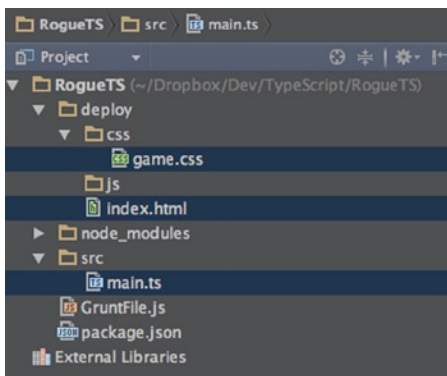 RogueTS src main.ts
Project
RogueTS (~/Dropbox/Dev/TypeScript/RogueTS)
deploy
css
game.css
js
index.html
node_modules
src
main.ts
GruntFile.js
package.json
External Libraries